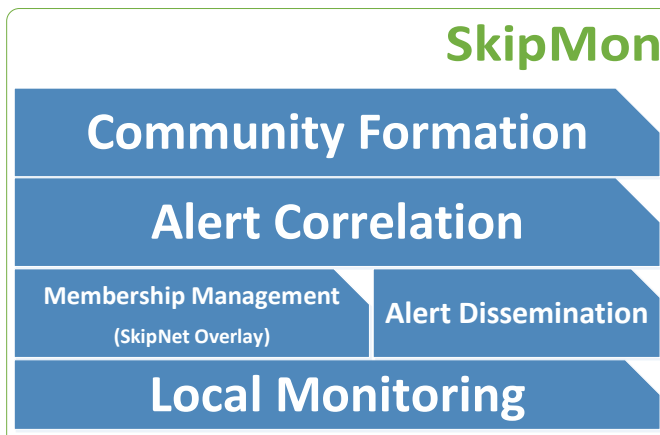 SkipMon
Community Formation
Alert Correlation
Membership Management
(SkipNet Overlay)
Alert Dissemination
Local Monitoring